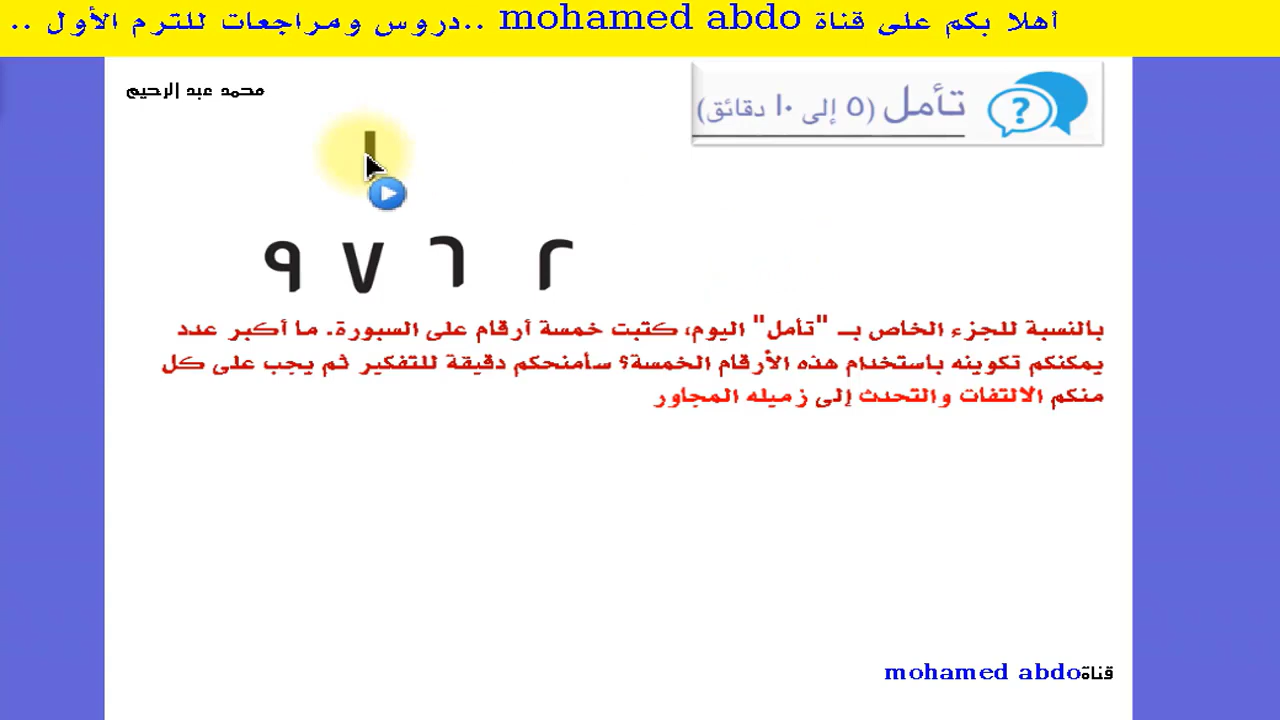 أهلا بكم على قناة mohamed abdo ..دروس ومراجعات للترم الأول ..
محمد عبد الرحيم
تأمل (٥ إلى ١٠ دقائق)
١
٩ ٧ ٦ ٢
بالنسبة للجزء الخاص بـ "تأمل" اليوم، كتبت خمسة أرقام على السبورة. ما أكبر عدد
يمكنكم تكوينه باستخدام هذه الأرقام الخمسة؟ سأمنحكم دقيقة للتفكير ثم يجب على كل
منكم الالتفات والتحدث إلى زميله المجاور
قناة mohamed abdo